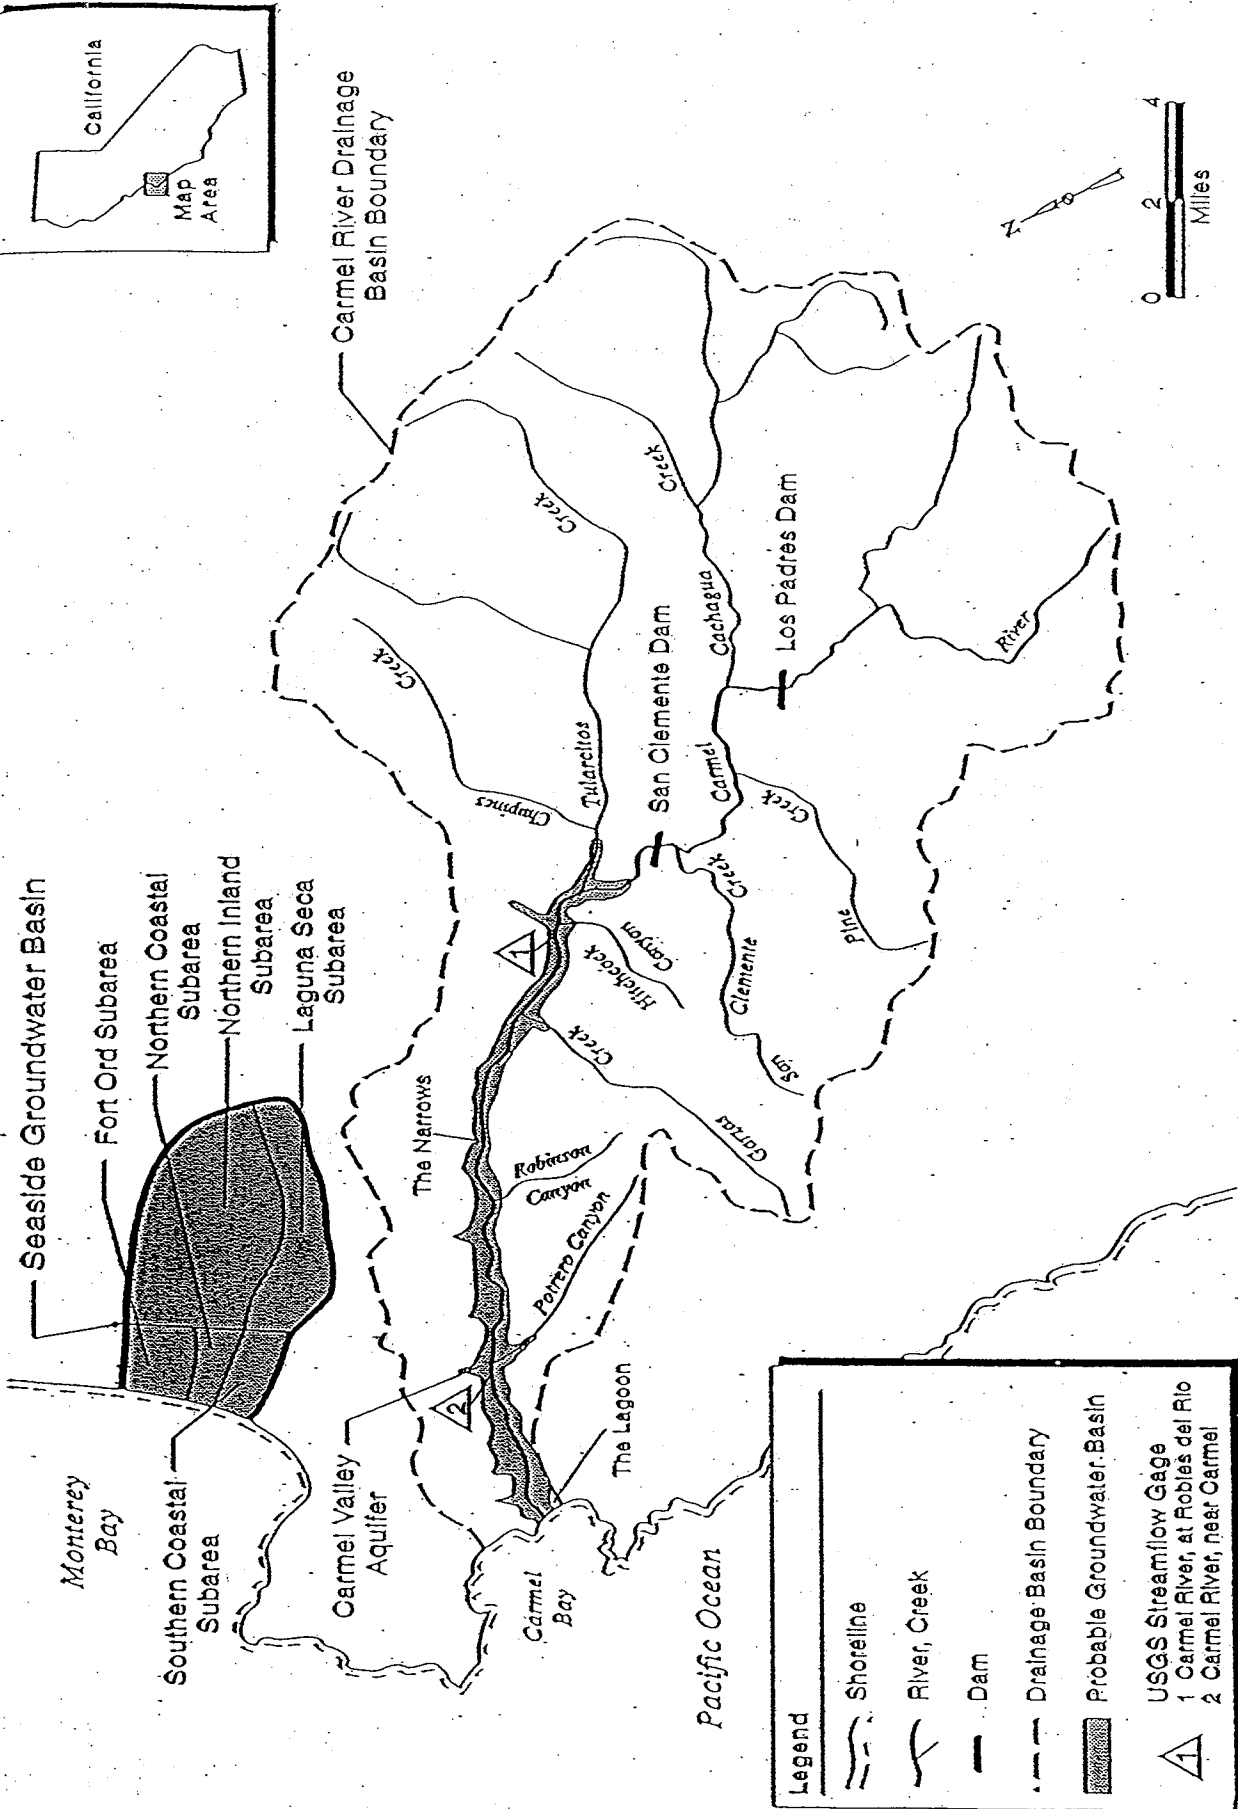 California
Map
Area
Carmel River Drainage
Basin Boundary
Seaside Groundwater Basin
Fort Ord Subarea
Northern Coastal
Subarea
Northern Inland
Subarea
Laguna Seca
Subarea
Monterey
Bay
Southern Coastal
Subarea
Carmel Valley
Aquifer
The Narrows
1
2
Chupines
Creek
Tularcitos
Creek
San Clemente Dam
Cachagua
Creek
Los Padres Dam
Carmel
River
Pine
Creek
San
Clemente
Creek
Hitchcock
Canyon
Garzas
Creek
Robinson
Canyon
Potrero Canyon
The Lagoon
Carmel
Bay
Pacific Ocean
N
0 2 4
Miles
Legend
Shoreline
River, Creek
Dam
Drainage Basin Boundary
Probable Groundwater Basin
1
USGS Streamflow Gage
1 Carmel River, at Robles del Rio
2 Carmel River, near Carmel